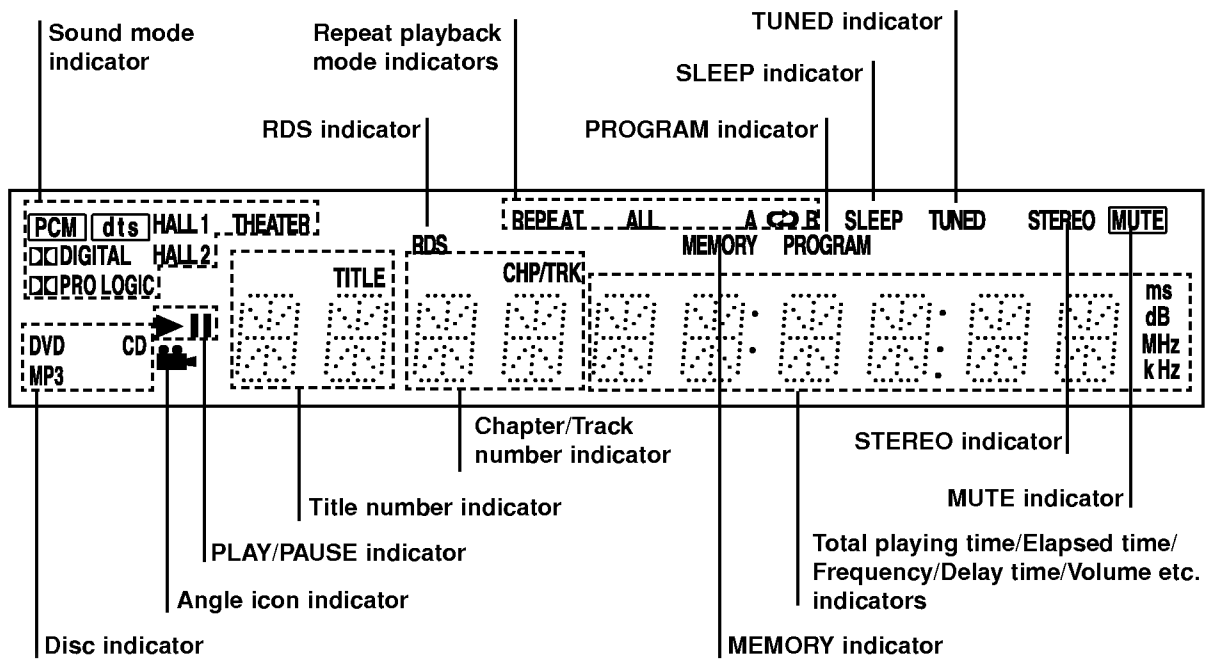 TUNED indicator
Sound mode
indicator
Repeat playback
mode indicators
SLEEP indicator
RDS indicator
PROGRAM indicator
PCM dts HALL 1 THEATER
REPEAT ALL A B SLEEP TUNED STEREO MUTE
RDS MEMORY PROGRAM
DIGITAL HALL 2
PRO LOGIC
TITLE CHP/TRK
ms
dB
MHz
kHz
DVD CD
MP3
Chapter/Track
number indicator
STEREO indicator
Title number indicator
MUTE indicator
PLAY/PAUSE indicator
Total playing time/Elapsed time/
Frequency/Delay time/Volume etc.
indicators
Angle icon indicator
Disc indicator
MEMORY indicator